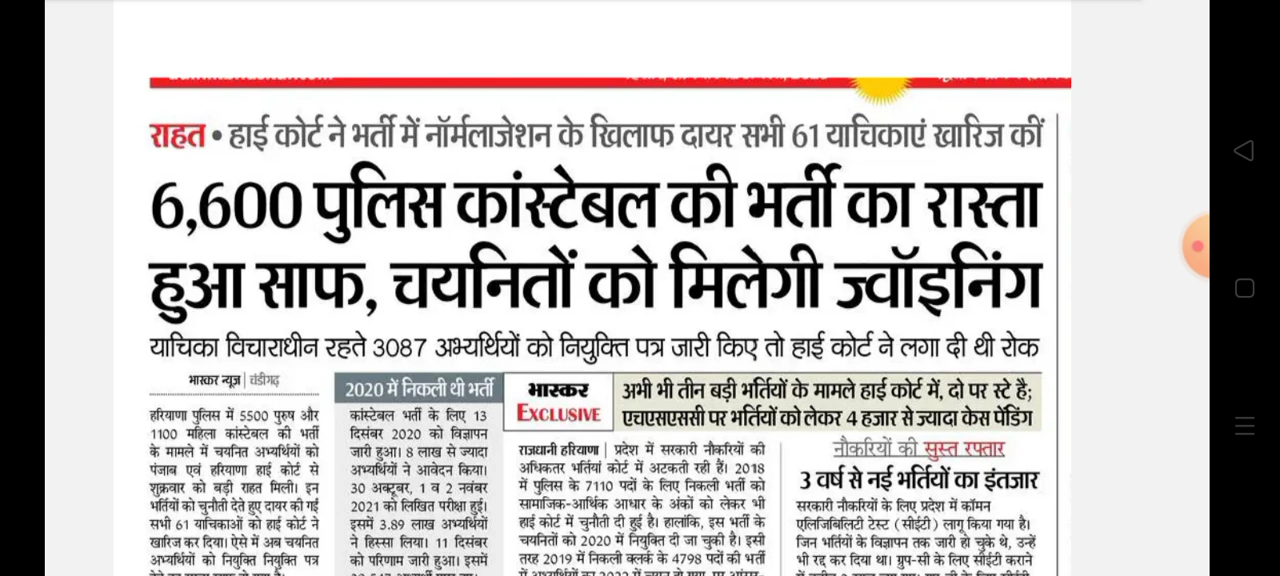 राहत • हाई कोर्ट ने भर्ती में नॉर्मलाजेशन के खिलाफ दायर सभी 61 याचिकाएं खारिज कीं
6,600 पुलिस कांस्टेबल की भर्ती का रास्ता
हुआ साफ, चयनितों को मिलेगी ज्वॉइनिंग
याचिका विचाराधीन रहते 3087 अभ्यर्थियों को नियुक्ति पत्र जारी किए तो हाई कोर्ट ने लगा दी थी रोक
भास्कर न्यूज | चंडीगढ़
हरियाणा पुलिस में 5500 पुरुष और
1100 महिला कांस्टेबल की भर्ती
के मामले में चयनित अभ्यर्थियों को
पंजाब एवं हरियाणा हाई कोर्ट से
शुक्रवार को बड़ी राहत मिली। इन
भर्तियों को चुनौती देते हुए दायर की गईं
सभी 61 याचिकाओं को हाई कोर्ट ने
खारिज कर दिया। ऐसे में अब चयनित
अभ्यर्थियों को नियुक्ति नियुक्ति पत्र
2020 में निकली थी भर्ती
कांस्टेबल भर्ती के लिए 13
दिसंबर 2020 को विज्ञापन
जारी हुआ। 8 लाख से ज्यादा
अभ्यर्थियों ने आवेदन किया।
30 अक्टूबर, 1 व 2 नवंबर
2021 को लिखित परीक्षा हुई।
इसमें 3.89 लाख अभ्यर्थियों
ने हिस्सा लिया। 11 दिसंबर
को परिणाम जारी हुआ। इसमें
भास्कर
EXCLUSIVE
अभी भी तीन बड़ी भर्तियों के मामले हाई कोर्ट में, दो पर स्टे है;
एचएसएससी पर भर्तियों को लेकर 4 हजार से ज्यादा केस पेंडिंग
राजधानी हरियाणा | प्रदेश में सरकारी नौकरियों की
अधिकतर भर्तियां कोर्ट में अटकती रही हैं। 2018
में पुलिस के 7110 पदों के लिए निकली भर्ती को
सामाजिक-आर्थिक आधार के अंकों को लेकर भी
हाई कोर्ट में चुनौती दी हुई है। हालांकि, इस भर्ती के
चयनितों को 2020 में नियुक्ति दी जा चुकी है। इसी
तरह 2019 में निकली क्लर्क के 4798 पदों की भर्ती
नौकरियों की सुस्त रफ्तार
3 वर्ष से नई भर्तियों का इंतजार
सरकारी नौकरियों के लिए प्रदेश में कॉमन
एलिजिबिलिटी टेस्ट (सीईटी) लागू किया गया है।
जिन भर्तियों के विज्ञापन तक जारी हो चुके थे, उन्हें
भी रद्द कर दिया था। ग्रुप-सी के लिए सीईटी कराने